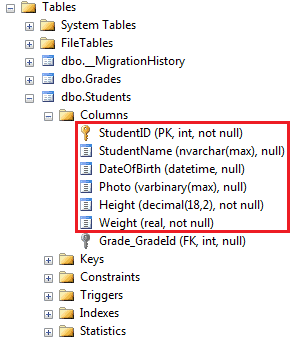 Tables
System Tables
FileTables
dbo.__MigrationHistory
dbo.Grades
dbo.Students
Columns
StudentID (PK, int, not null)
StudentName (nvarchar(max), null)
DateOfBirth (datetime, null)
Photo (varbinary(max), null)
Height (decimal(18,2), not null)
Weight (real, not null)
Grade_GradeId (FK, int, null)
Keys
Constraints
Triggers
Indexes
Statistics